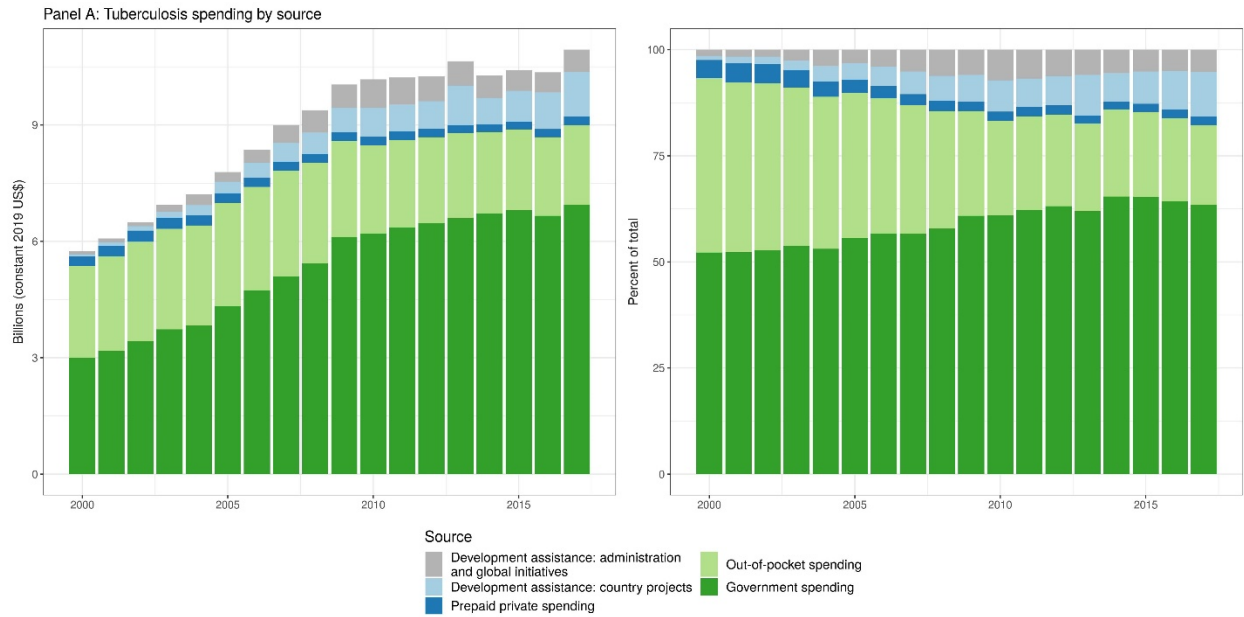 Panel A: Tuberculosis spending by source
Billions (constant 2019 US$)
9
6
3
0
2000
2005
2010
2015
Percent of total
100
75
50
25
0
2000
2005
2010
2015
Source
Development assistance: administration
and global initiatives
Development assistance: country projects
Prepaid private spending
Out-of-pocket spending
Government spending